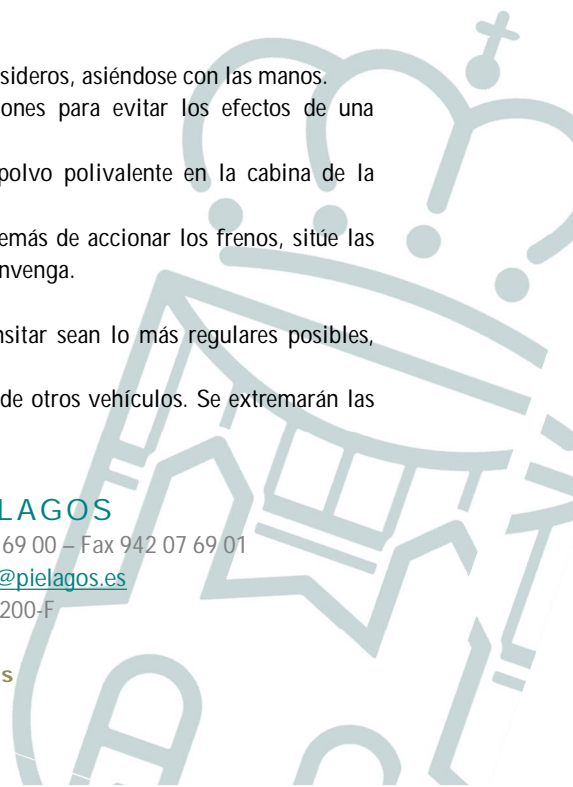 sideros, asiéndose con las manos.
iones para evitar los efectos de una
polvo polivalente en la cabina de la
emás de accionar los frenos, sitúe las
nvenga.
nsitar sean lo más regulares posibles,
de otros vehículos. Se extremarán las
LAGOS
69 00 – Fax 942 07 69 01
@pielagos.es
200-F
s